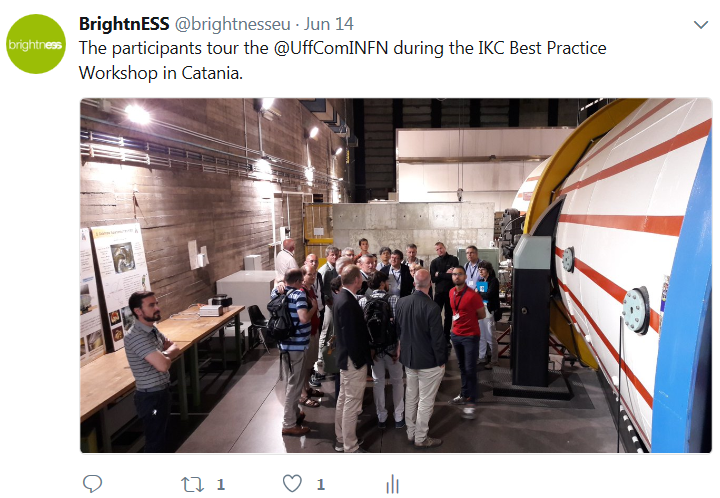 brightness
BrightnESS @brightnesseu · Jun 14
The participants tour the @UffComINFN during the IKC Best Practice
Workshop in Catania.
1
1